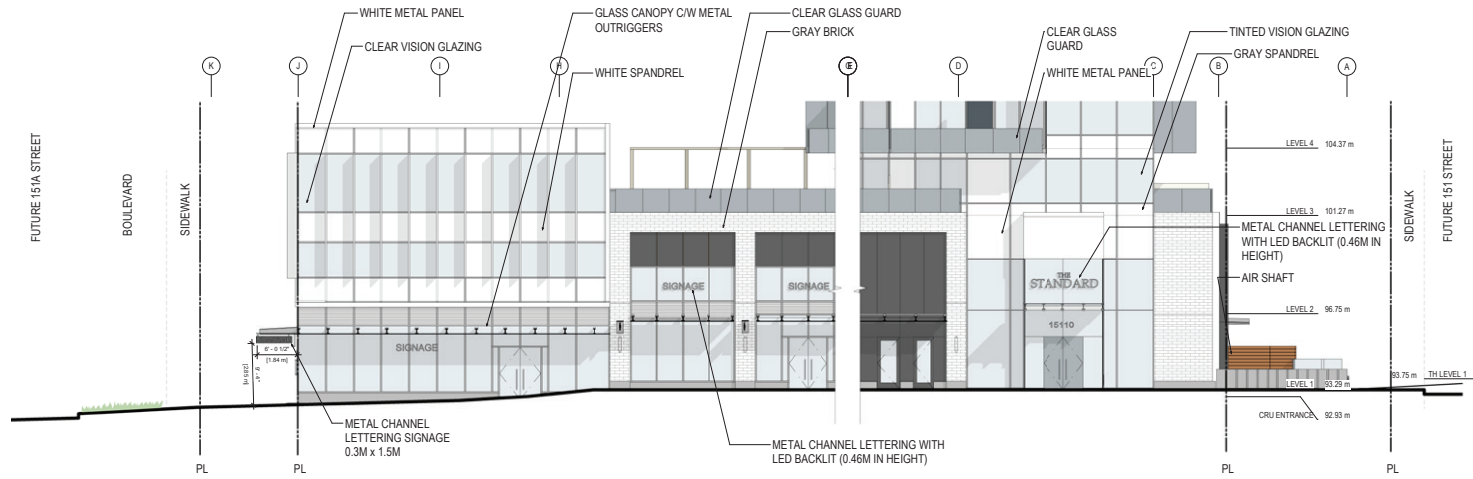 WHITE METAL PANEL
CLEAR VISION GLAZING
GLASS CANOPY C/W METAL
OUTRIGGERS
WHITE SPANDREL
CLEAR GLASS GUARD
GRAY BRICK
CLEAR GLASS
GUARD
WHITE METAL PANEL
TINTED VISION GLAZING
GRAY SPANDREL
K
J
I
H
E
D
C
B
A
FUTURE 151A STREET
BOULEVARD
SIDEWALK
LEVEL 4 104.37 m
LEVEL 3 101.27 m
METAL CHANNEL LETTERING
WITH LED BACKLIT (0.46M IN
HEIGHT)
AIR SHAFT
LEVEL 2 96.75 m
SIDEWALK
FUTURE 151 STREET
SIGNAGE
SIGNAGE
SIGNAGE
THE
STANDARD
15110
6' - 0 1/2"
[1.84 m]
9' - 4"
[2.85 m]
93.75 m TH LEVEL 1
LEVEL 1 93.29 m
CRU ENTRANCE 92.93 m
METAL CHANNEL
LETTERING SIGNAGE
0.3M x 1.5M
METAL CHANNEL LETTERING WITH
LED BACKLIT (0.46M IN HEIGHT)
PL
PL
PL
PL